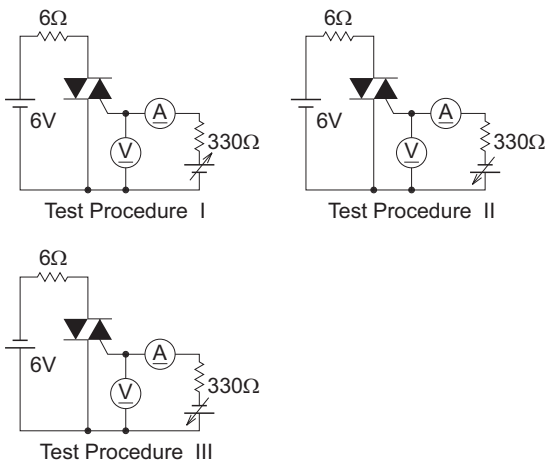 6Ω
6V
A
V
330Ω
Test Procedure I
6Ω
6V
A
V
330Ω
Test Procedure II
6Ω
6V
A
V
330Ω
Test Procedure III